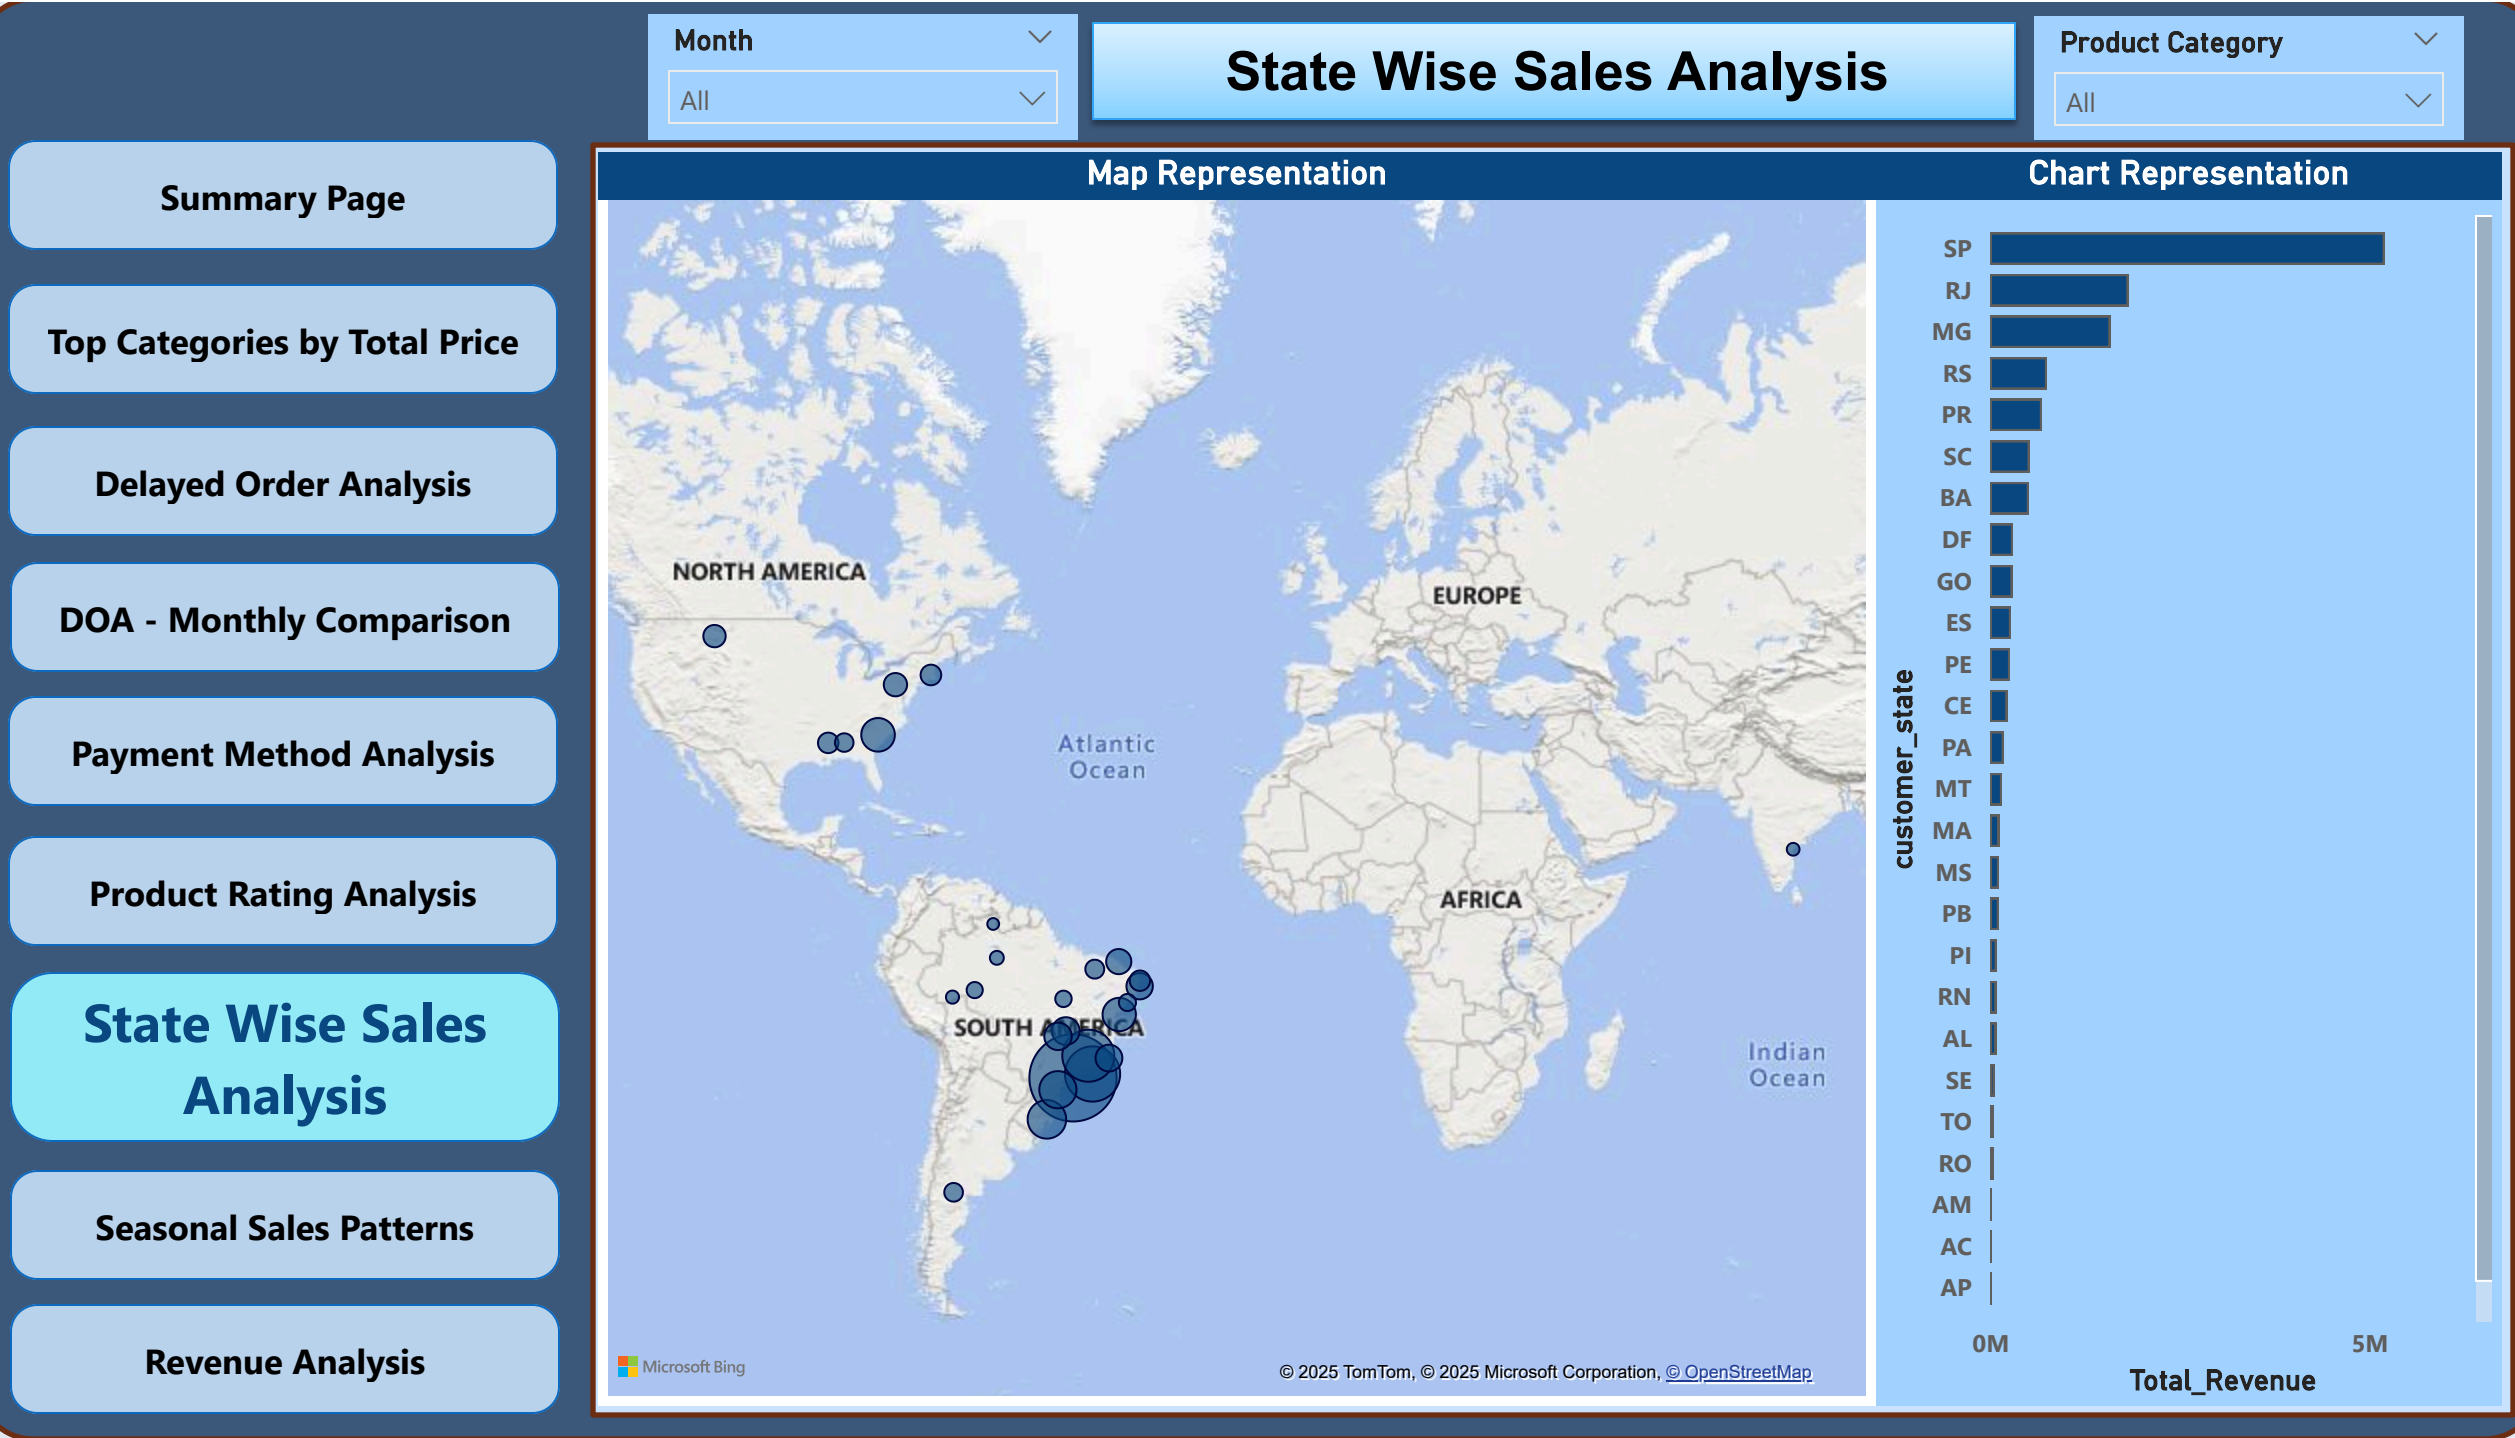 Month
All
State Wise Sales Analysis
Product Category
All
Summary Page
Top Categories by Total Price
Delayed Order Analysis
DOA - Monthly Comparison
Payment Method Analysis
Product Rating Analysis
State Wise Sales
Analysis
Seasonal Sales Patterns
Revenue Analysis
Map Representation
NORTH AMERICA
EUROPE
Atlantic
Ocean
AFRICA
SOUTH AMERICA
Indian
Ocean
Microsoft Bing
© 2025 TomTom, © 2025 Microsoft Corporation, © OpenStreetMap
Chart Representation
customer_state
SP
RJ
MG
RS
PR
SC
BA
DF
GO
ES
PE
CE
PA
MT
MA
MS
PB
PI
RN
AL
SE
TO
RO
AM
AC
AP
0M 5M
Total_Revenue